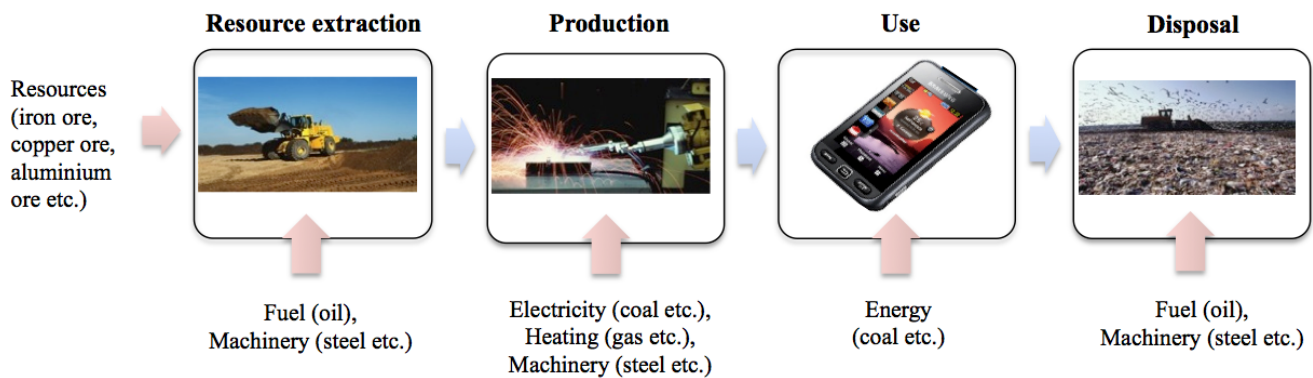 Resource extraction
Production
Use
Disposal
Resources
(iron ore,
copper ore,
aluminium
ore etc.)
Fuel (oil),
Machinery (steel etc.)
Electricity (coal etc.),
Heating (gas etc.),
Machinery (steel etc.)
Energy
(coal etc.)
Fuel (oil),
Machinery (steel etc.)